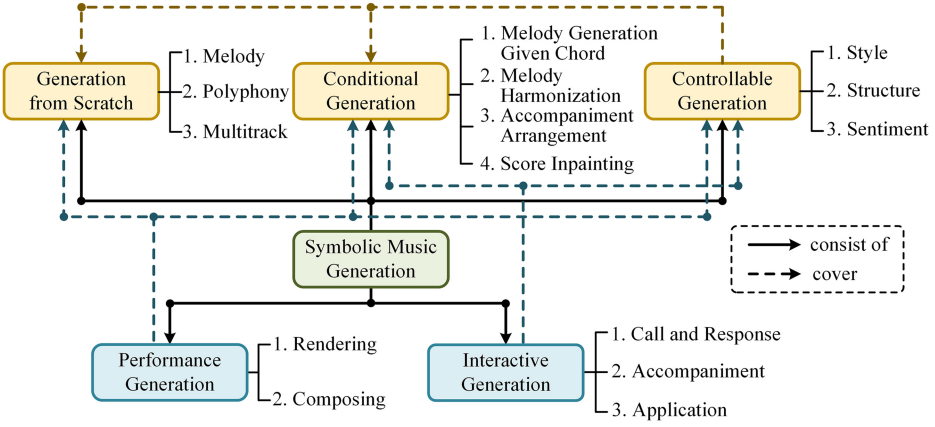 Generation
from Scratch
1. Melody
2. Polyphony
3. Multitrack
Conditional
Generation
1. Melody Generation
Given Chord
2. Melody
Harmonization
3. Accompaniment
Arrangement
4. Score Inpainting
Controllable
Generation
1. Style
2. Structure
3. Sentiment
Symbolic Music
Generation
consist of
cover
Performance
Generation
1. Rendering
2. Composing
Interactive
Generation
1. Call and Response
2. Accompaniment
3. Application